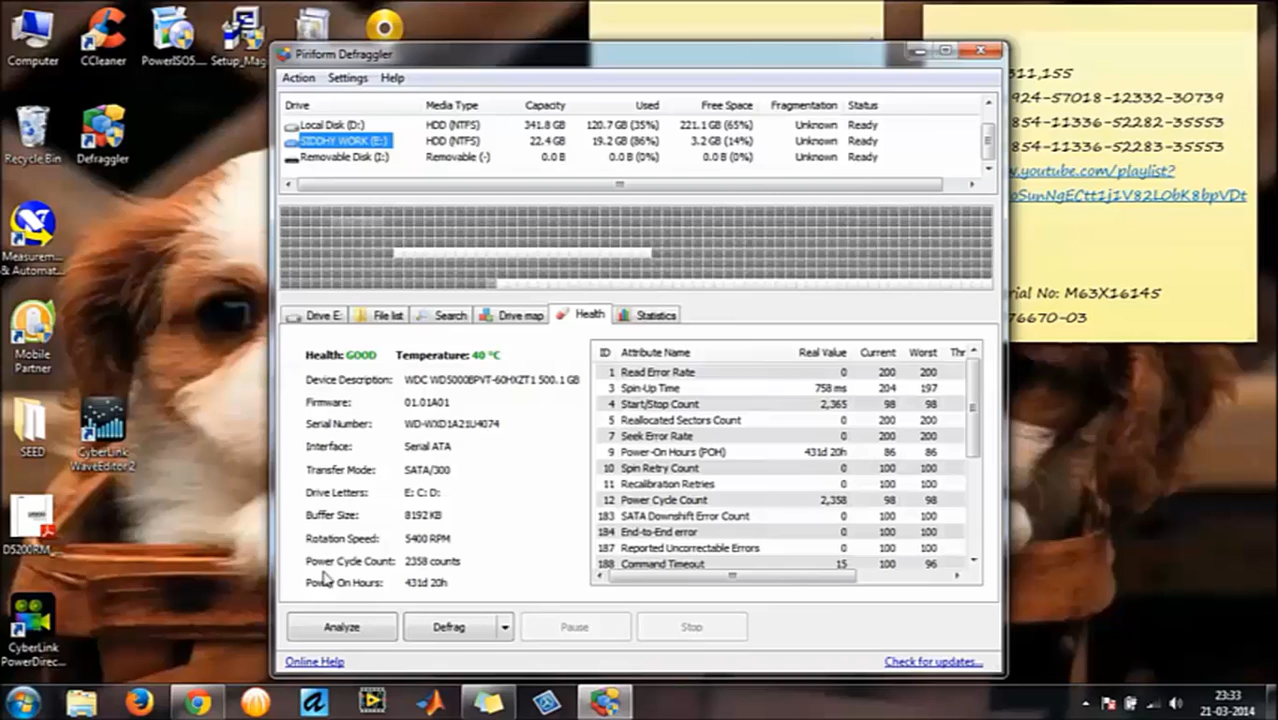 Computer
CCleaner
PowerISO5....
Setup_Mag
Recycle Bin
Defraggler
Measurem...
& Automat...
Mobile
Partner
SEED
CyberLink
WaveEditor2
D5200RM_...
CyberLink
PowerDirec...
Piriform Defraggler
Action Settings Help
Drive Media Type Capacity Used Free Space Fragmentation Status
Local Disk (D:) HDD (NTFS) 341.8 GB 120.7 GB (35%) 221.1 GB (65%) Unknown Ready
SIDDHY WORK (E:) HDD (NTFS) 22.4 GB 19.2 GB (86%) 3.2 GB (14%) Unknown Ready
Removable Disk (I:) Removable (-) 0.0 B 0.0 B (0%) 0.0 B (0%) Unknown Ready
Drive E: File list Search Drive map Health Statistics
Health: GOOD Temperature: 40 °C
Device Description: WDC WD5000BPVT-60HXZT1 500.1 GB
Firmware: 01.01A01
Serial Number: WD-WXD1A21U4074
Interface: Serial ATA
Transfer Mode: SATA/300
Drive Letters: E: C: D:
Buffer Size: 8192 KB
Rotation Speed: 5400 RPM
Power Cycle Count: 2358 counts
Power On Hours: 431d 20h
ID Attribute Name Real Value Current Worst Thr
1 Read Error Rate 0 200 200
3 Spin-Up Time 758 ms 204 197
4 Start/Stop Count 2,365 98 98
5 Reallocated Sectors Count 0 200 200
7 Seek Error Rate 0 200 200
9 Power-On Hours (POH) 431d 20h 86 86
10 Spin Retry Count 0 100 100
11 Recalibration Retries 0 100 100
12 Power Cycle Count 2,358 98 98
183 SATA Downshift Error Count 0 100 100
184 End-to-End error 0 100 100
187 Reported Uncorrectable Errors 0 100 100
188 Command Timeout 15 100 96
Analyze Defrag Pause Stop
Online Help Check for updates...
311,155
924-57018-12332-30739
854-11336-52283-35553
854-11336-52283-35553
w.youtube.com/playlist?
oSunNgECtt1j1V82LObK8bpVDt
rial No: M63X16145
76670-03
23:33
21-03-2014